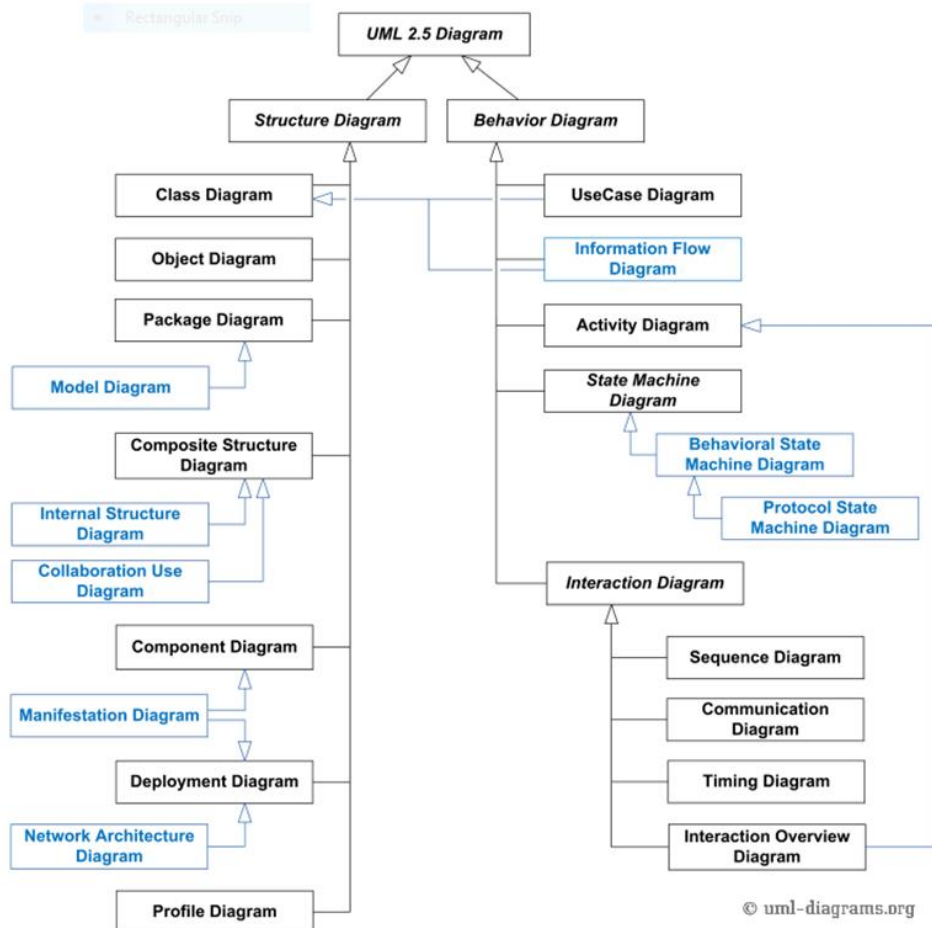 Rectangular Snip
UML 2.5 Diagram
Structure Diagram
Behavior Diagram
Class Diagram
UseCase Diagram
Object Diagram
Information Flow
Diagram
Package Diagram
Activity Diagram
Model Diagram
State Machine
Diagram
Composite Structure
Diagram
Behavioral State
Machine Diagram
Internal Structure
Diagram
Protocol State
Machine Diagram
Collaboration Use
Diagram
Interaction Diagram
Component Diagram
Sequence Diagram
Manifestation Diagram
Communication
Diagram
Deployment Diagram
Timing Diagram
Network Architecture
Diagram
Interaction Overview
Diagram
Profile Diagram
© uml-diagrams.org